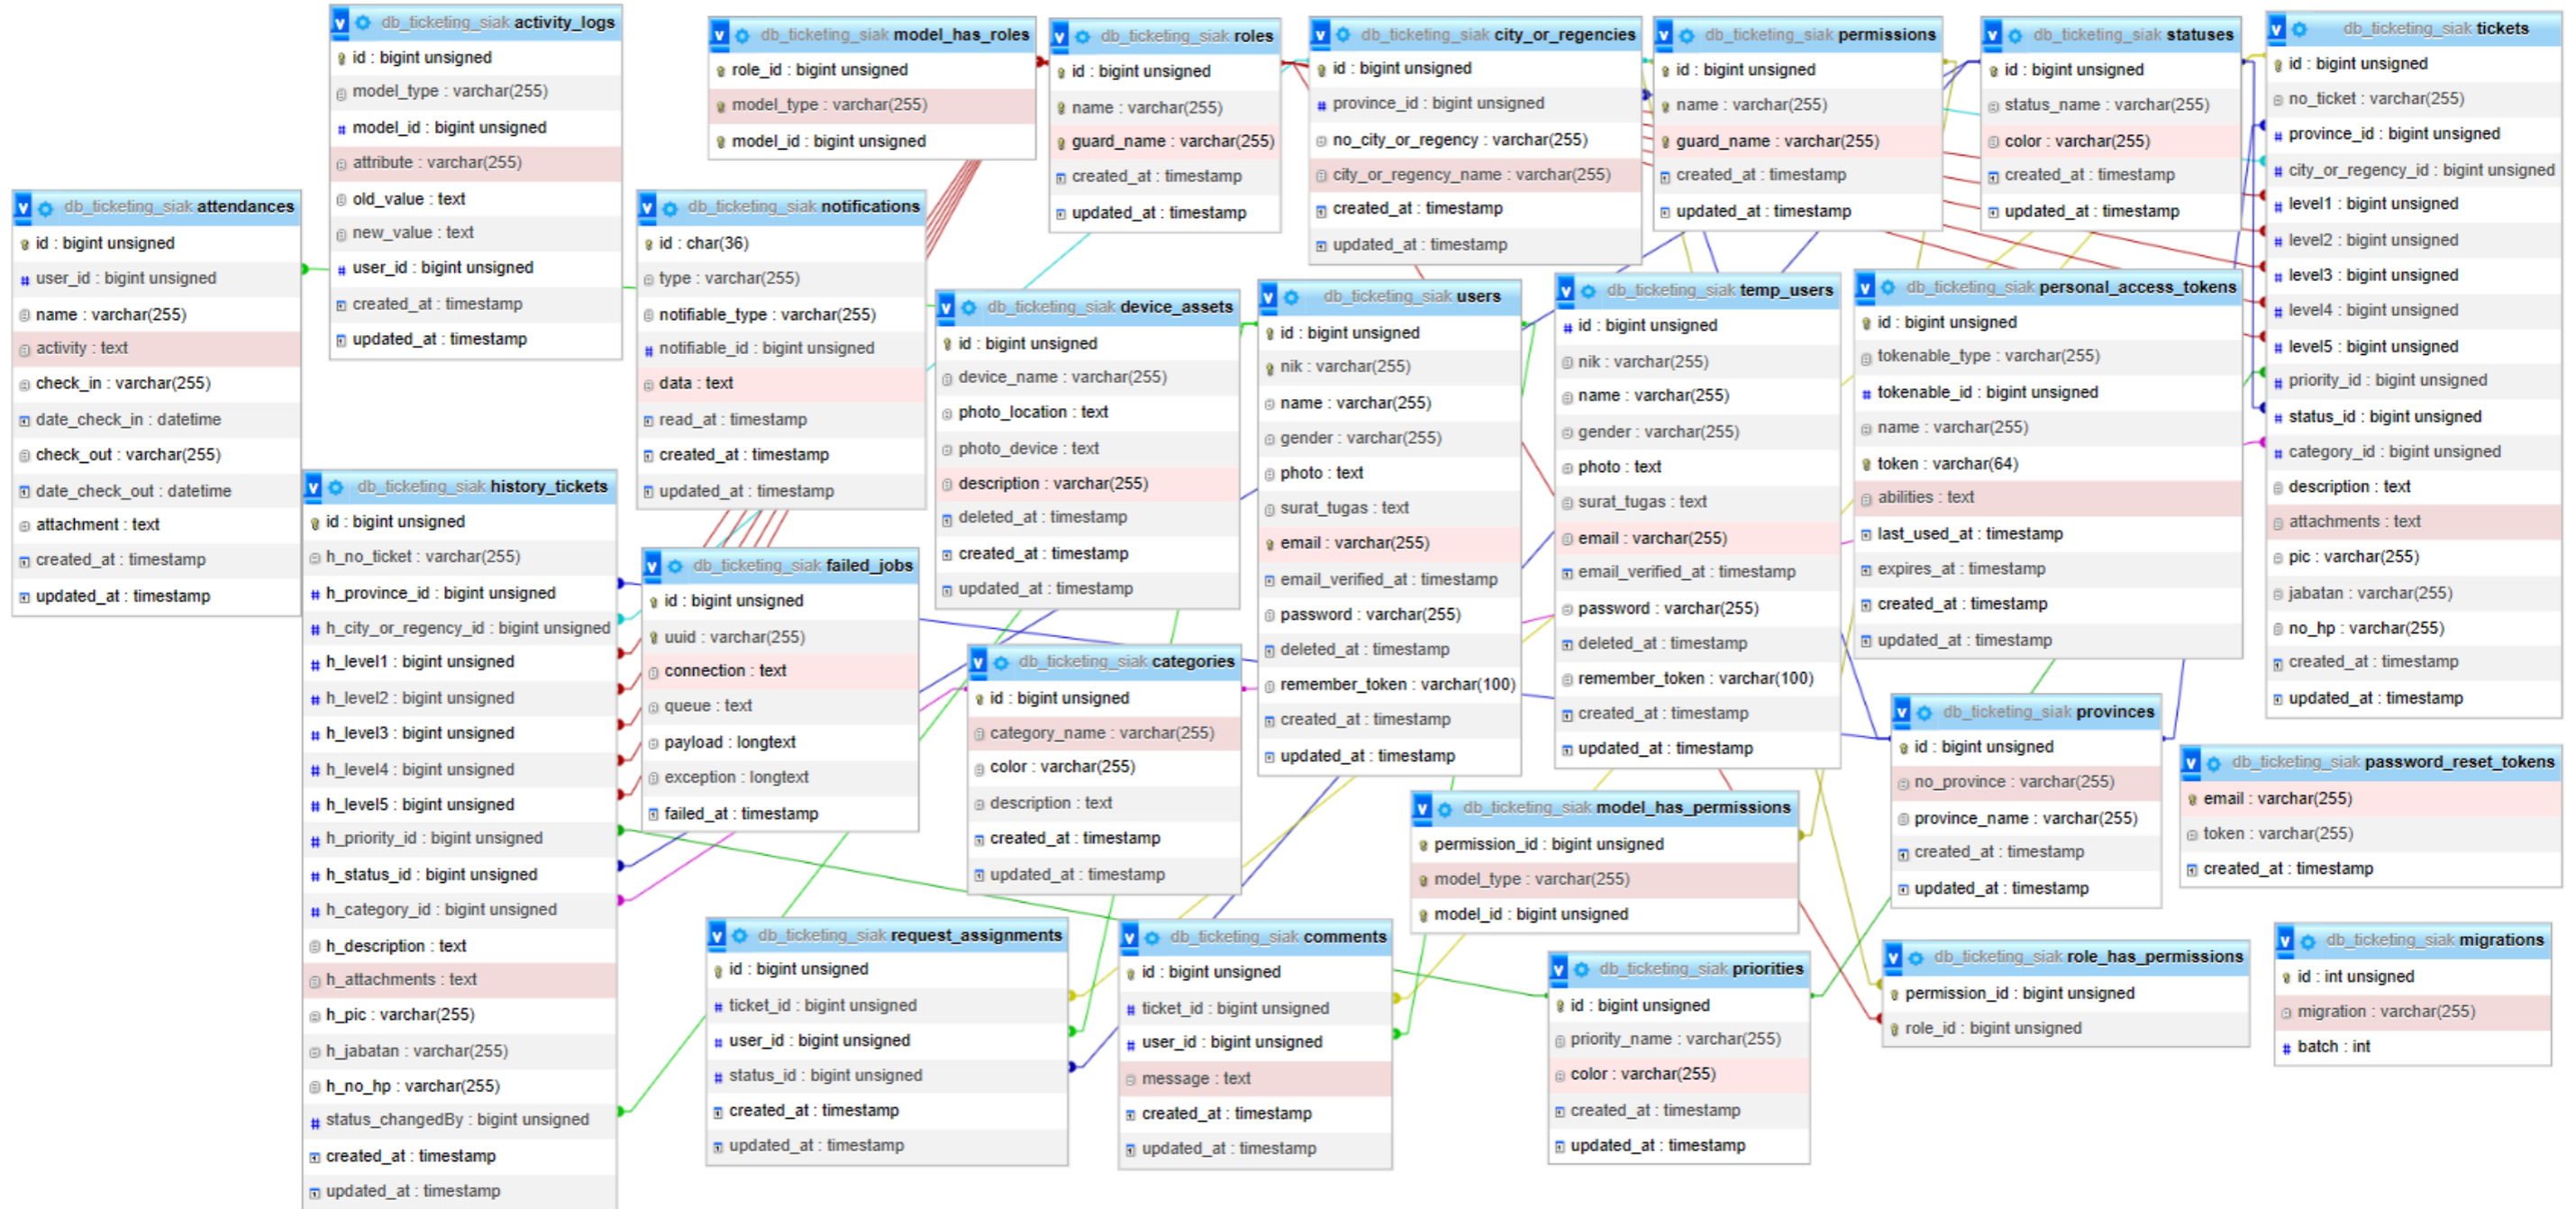 db_ticketing_siak activity_logs
id : bigint unsigned
model_type : varchar(255)
model_id : bigint unsigned
attribute : varchar(255)
old_value : text
new_value : text
user_id : bigint unsigned
created_at : timestamp
updated_at : timestamp
db_ticketing_siak model_has_roles
role_id : bigint unsigned
model_type : varchar(255)
model_id : bigint unsigned
db_ticketing_siak roles
id : bigint unsigned
name : varchar(255)
guard_name : varchar(255)
created_at : timestamp
updated_at : timestamp
db_ticketing_siak city_or_regencies
id : bigint unsigned
province_id : bigint unsigned
no_city_or_regency : varchar(255)
city_or_regency_name : varchar(255)
created_at : timestamp
updated_at : timestamp
db_ticketing_siak permissions
id : bigint unsigned
name : varchar(255)
guard_name : varchar(255)
created_at : timestamp
updated_at : timestamp
db_ticketing_siak statuses
id : bigint unsigned
status_name : varchar(255)
color : varchar(255)
created_at : timestamp
updated_at : timestamp
db_ticketing_siak tickets
id : bigint unsigned
no_ticket : varchar(255)
province_id : bigint unsigned
city_or_regency_id : bigint unsigned
level1 : bigint unsigned
level2 : bigint unsigned
level3 : bigint unsigned
level4 : bigint unsigned
level5 : bigint unsigned
priority_id : bigint unsigned
status_id : bigint unsigned
category_id : bigint unsigned
description : text
attachments : text
pic : varchar(255)
jabatan : varchar(255)
no_hp : varchar(255)
created_at : timestamp
updated_at : timestamp
db_ticketing_siak attendances
id : bigint unsigned
user_id : bigint unsigned
name : varchar(255)
activity : text
check_in : varchar(255)
date_check_in : datetime
check_out : varchar(255)
date_check_out : datetime
attachment : text
created_at : timestamp
updated_at : timestamp
db_ticketing_siak notifications
id : char(36)
type : varchar(255)
notifiable_type : varchar(255)
notifiable_id : bigint unsigned
data : text
read_at : timestamp
created_at : timestamp
updated_at : timestamp
db_ticketing_siak device_assets
id : bigint unsigned
device_name : varchar(255)
photo_location : text
photo_device : text
description : varchar(255)
deleted_at : timestamp
created_at : timestamp
updated_at : timestamp
db_ticketing_siak users
id : bigint unsigned
nik : varchar(255)
name : varchar(255)
gender : varchar(255)
photo : text
surat_tugas : text
email : varchar(255)
email_verified_at : timestamp
password : varchar(255)
deleted_at : timestamp
remember_token : varchar(100)
created_at : timestamp
updated_at : timestamp
db_ticketing_siak temp_users
id : bigint unsigned
nik : varchar(255)
name : varchar(255)
gender : varchar(255)
photo : text
surat_tugas : text
email : varchar(255)
email_verified_at : timestamp
password : varchar(255)
deleted_at : timestamp
remember_token : varchar(100)
created_at : timestamp
updated_at : timestamp
db_ticketing_siak personal_access_tokens
id : bigint unsigned
tokenable_type : varchar(255)
tokenable_id : bigint unsigned
name : varchar(255)
token : varchar(64)
abilities : text
last_used_at : timestamp
expires_at : timestamp
created_at : timestamp
updated_at : timestamp
db_ticketing_siak history_tickets
id : bigint unsigned
h_no_ticket : varchar(255)
h_province_id : bigint unsigned
h_city_or_regency_id : bigint unsigned
h_level1 : bigint unsigned
h_level2 : bigint unsigned
h_level3 : bigint unsigned
h_level4 : bigint unsigned
h_level5 : bigint unsigned
h_priority_id : bigint unsigned
h_status_id : bigint unsigned
h_category_id : bigint unsigned
h_description : text
h_attachments : text
h_pic : varchar(255)
h_jabatan : varchar(255)
h_no_hp : varchar(255)
status_changedBy : bigint unsigned
created_at : timestamp
updated_at : timestamp
db_ticketing_siak failed_jobs
id : bigint unsigned
uuid : varchar(255)
connection : text
queue : text
payload : longtext
exception : longtext
failed_at : timestamp
db_ticketing_siak categories
id : bigint unsigned
category_name : varchar(255)
color : varchar(255)
description : text
created_at : timestamp
updated_at : timestamp
db_ticketing_siak provinces
id : bigint unsigned
no_province : varchar(255)
province_name : varchar(255)
created_at : timestamp
updated_at : timestamp
db_ticketing_siak password_reset_tokens
email : varchar(255)
token : varchar(255)
created_at : timestamp
db_ticketing_siak model_has_permissions
permission_id : bigint unsigned
model_type : varchar(255)
model_id : bigint unsigned
db_ticketing_siak request_assignments
id : bigint unsigned
ticket_id : bigint unsigned
user_id : bigint unsigned
status_id : bigint unsigned
created_at : timestamp
updated_at : timestamp
db_ticketing_siak comments
id : bigint unsigned
ticket_id : bigint unsigned
user_id : bigint unsigned
message : text
created_at : timestamp
updated_at : timestamp
db_ticketing_siak priorities
id : bigint unsigned
priority_name : varchar(255)
color : varchar(255)
created_at : timestamp
updated_at : timestamp
db_ticketing_siak role_has_permissions
permission_id : bigint unsigned
role_id : bigint unsigned
db_ticketing_siak migrations
id : int unsigned
migration : varchar(255)
batch : int